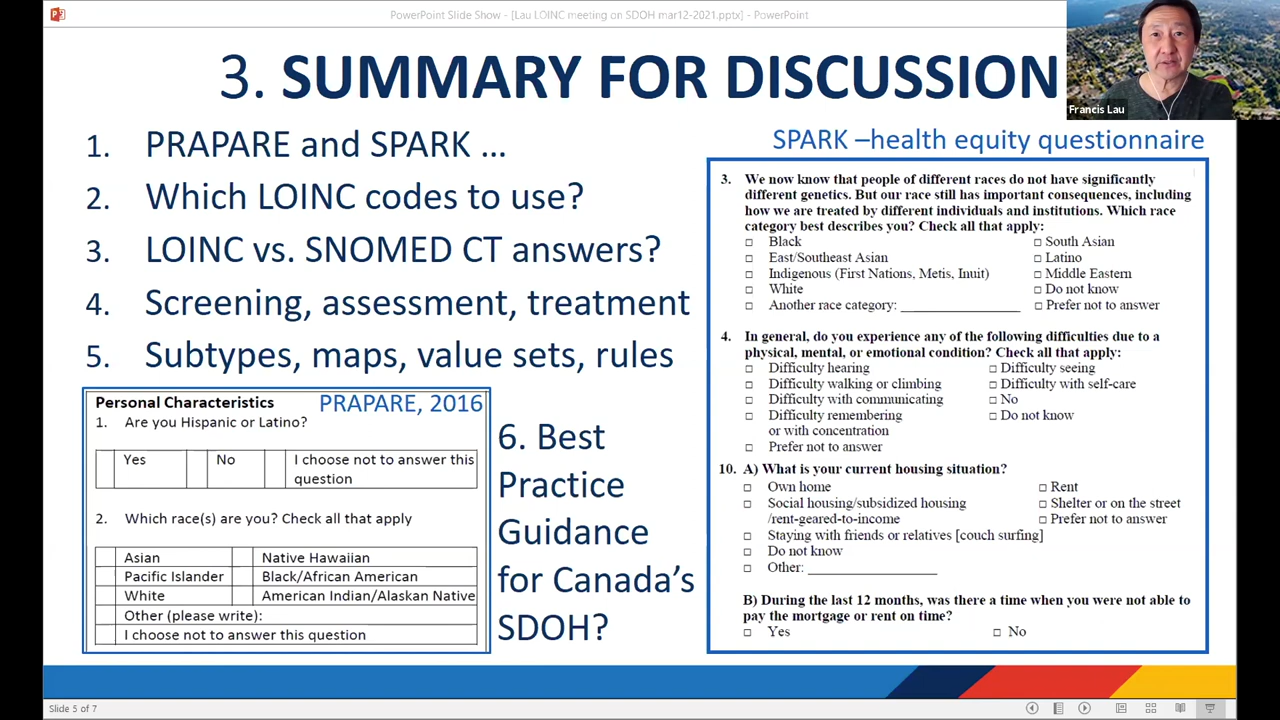 PowerPoint Slide Show - [Lau LOINC meeting on SDOH mar12-2021.pptx] - PowerPoint
Francis Lau
3. SUMMARY FOR DISCUSSION
1. PRAPARE and SPARK ...
2. Which LOINC codes to use?
3. LOINC vs. SNOMED CT answers?
4. Screening, assessment, treatment
5. Subtypes, maps, value sets, rules
Personal Characteristics
PRAPARE, 2016
1. Are you Hispanic or Latino?
Yes No I choose not to answer this
question
2. Which race(s) are you? Check all that apply
Asian Native Hawaiian
Pacific Islander Black/African American
White American Indian/Alaskan Native
Other (please write):
I choose not to answer this question
6. Best
Practice
Guidance
for Canada's
SDOH?
SPARK –health equity questionnaire
3. We now know that people of different races do not have significantly
different genetics. But our race still has important consequences, including
how we are treated by different individuals and institutions. Which race
category best describes you? Check all that apply:
□ Black □ South Asian
□ East/Southeast Asian □ Latino
□ Indigenous (First Nations, Metis, Inuit) □ Middle Eastern
□ White □ Do not know
□ Another race category: ____________________ □ Prefer not to answer
4. In general, do you experience any of the following difficulties due to a
physical, mental, or emotional condition? Check all that apply:
□ Difficulty hearing □ Difficulty seeing
□ Difficulty walking or climbing □ Difficulty with self-care
□ Difficulty with communicating □ No
□ Difficulty remembering □ Do not know
or with concentration
□ Prefer not to answer
10. A) What is your current housing situation?
□ Own home □ Rent
□ Social housing/subsidized housing □ Shelter or on the street
/rent-geared-to-income □ Prefer not to answer
□ Staying with friends or relatives [couch surfing]
□ Do not know
□ Other: ____________________
B) During the last 12 months, was there a time when you were not able to
pay the mortgage or rent on time?
□ Yes □ No
Slide 5 of 7